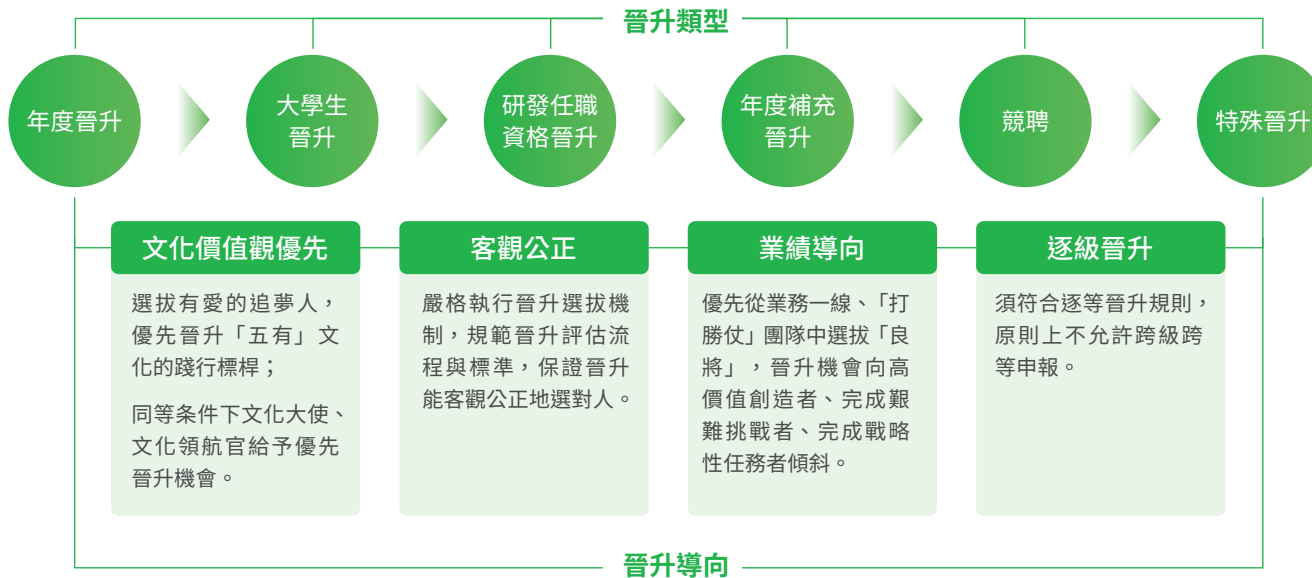 晉升類型
年度晉升
大學生
晉升
研發任職
資格晉升
年度補充
晉升
競聘
特殊晉升
文化價值觀優先
選拔有愛的追夢人，
優先晉升「五有」文
化的踐行標桿；
同等条件下文化大使、
文化領航官給予優先
晉升機會。
客觀公正
嚴格執行晉升選拔機
制，規範晉升評估流
程與標準，保證晉升
能客觀公正地選對人。
業績導向
優先從業務一線、「打
勝仗」團隊中選拔「良
將」，晉升機會向高
價值創造者、完成艱
難挑戰者、完成戰略
性任務者傾斜。
逐級晉升
須符合逐等晉升規則，
原則上不允許跨級跨
等申報。
晉升導向